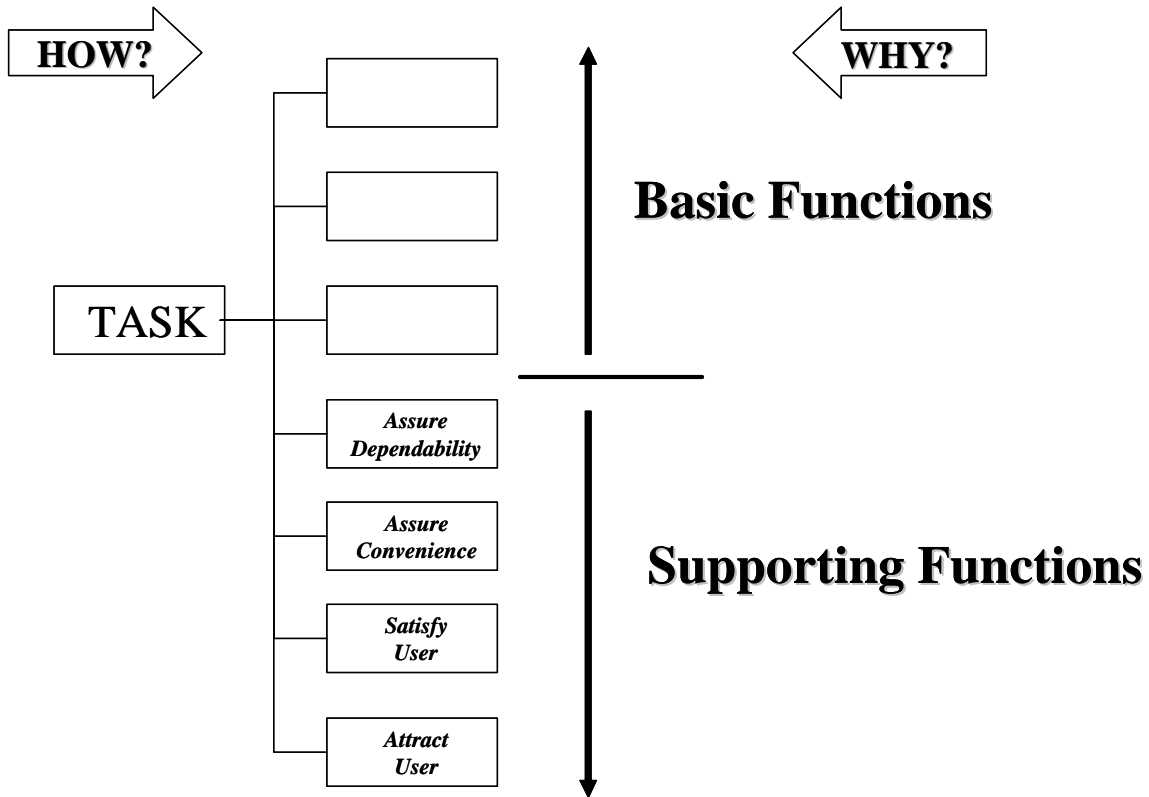 HOW?
WHY?
Basic Functions
TASK
Assure
Dependability
Assure
Convenience
Supporting Functions
Satisfy
User
Attract
User